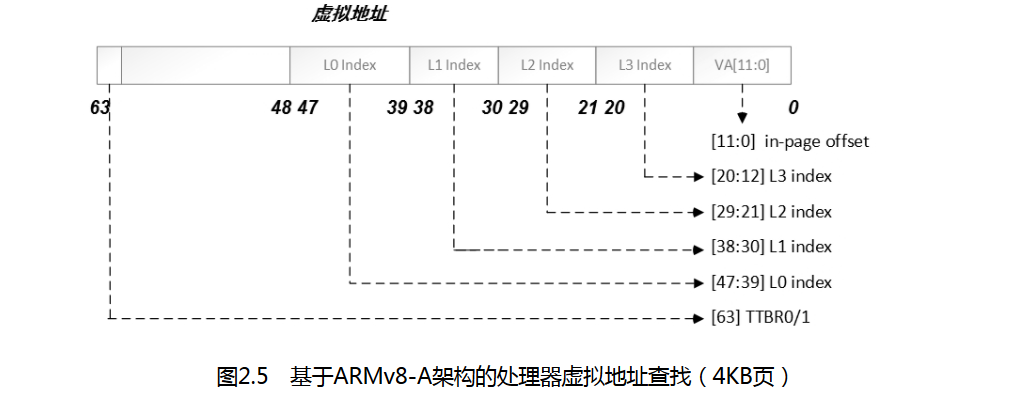 虚拟地址
L0 Index L1 Index L2 Index L3 Index VA[11:0]
63 48 47 39 38 30 29 21 20 0
[11:0] in-page offset
[20:12] L3 index
[29:21] L2 index
[38:30] L1 index
[47:39] L0 index
[63] TTBR0/1
图2.5 基于ARMv8-A架构的处理器虚拟地址查找（4KB页）